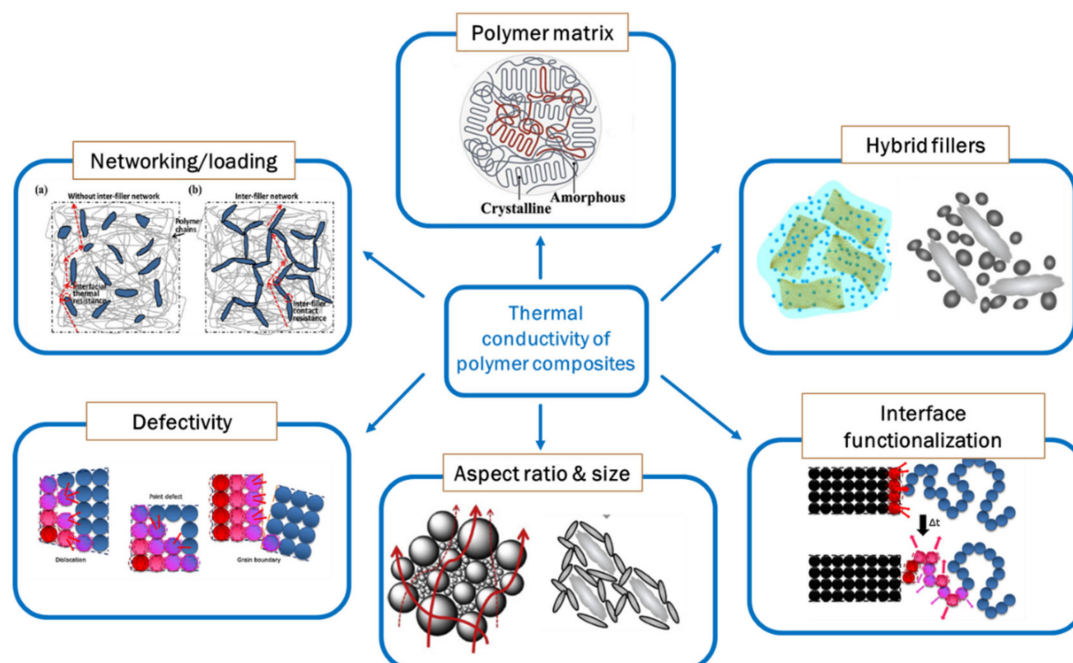 Polymer matrix
Crystalline
Amorphous
Networking/loading
(a)
Without inter-filler network
(b)
Inter-filler network
Polymer
chains
Interfacial
thermal
resistance
Inter-filler
contact
resistance
Hybrid fillers
Thermal
conductivity of
polymer composites
Defectivity
Dislocation
Point defect
Grain boundary
Aspect ratio & size
Interface
functionalization
Δt